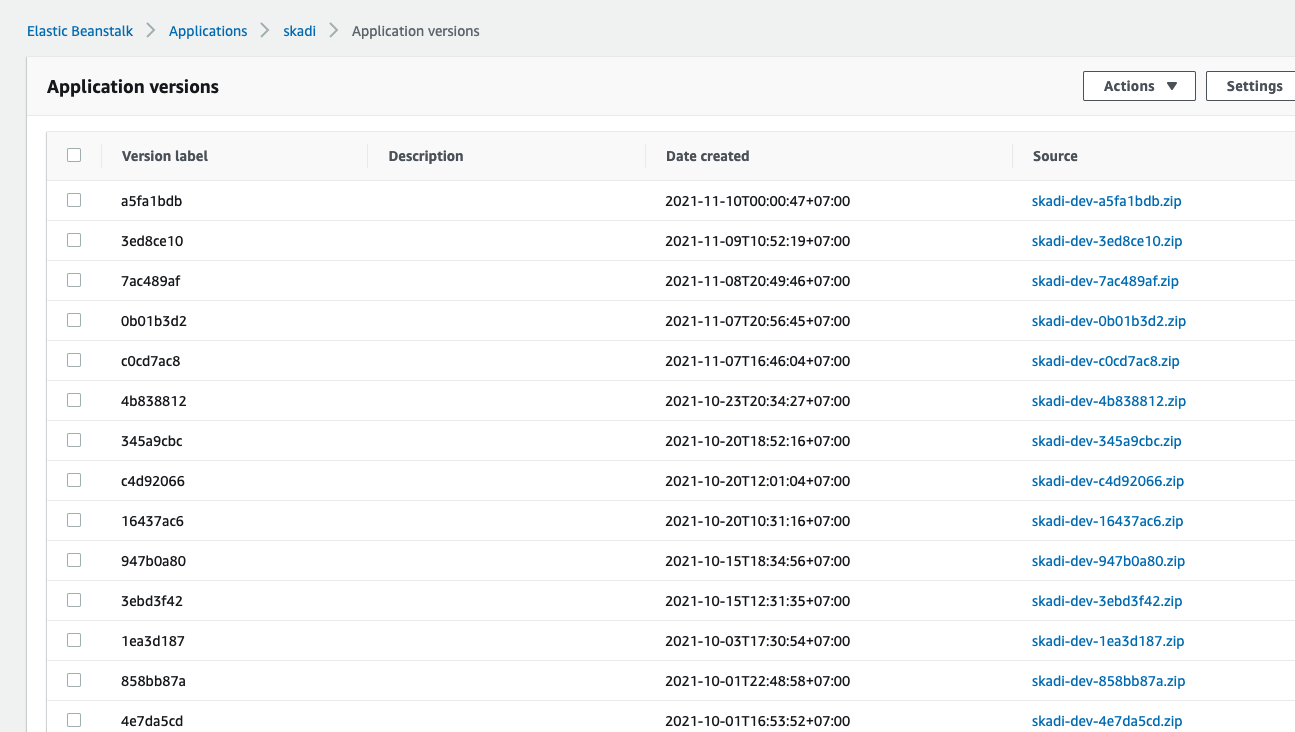 Elastic Beanstalk > Applications > skadi > Application versions
Application versions Actions ▼ Settings
Version label Description Date created Source
a5fa1bdb 2021-11-10T00:00:47+07:00 skadi-dev-a5fa1bdb.zip
3ed8ce10 2021-11-09T10:52:19+07:00 skadi-dev-3ed8ce10.zip
7ac489af 2021-11-08T20:49:46+07:00 skadi-dev-7ac489af.zip
0b01b3d2 2021-11-07T20:56:45+07:00 skadi-dev-0b01b3d2.zip
c0cd7ac8 2021-11-07T16:46:04+07:00 skadi-dev-c0cd7ac8.zip
4b838812 2021-10-23T20:34:27+07:00 skadi-dev-4b838812.zip
345a9cbc 2021-10-20T18:52:16+07:00 skadi-dev-345a9cbc.zip
c4d92066 2021-10-20T12:01:04+07:00 skadi-dev-c4d92066.zip
16437ac6 2021-10-20T10:31:16+07:00 skadi-dev-16437ac6.zip
947b0a80 2021-10-15T18:34:56+07:00 skadi-dev-947b0a80.zip
3ebd3f42 2021-10-15T12:31:35+07:00 skadi-dev-3ebd3f42.zip
1ea3d187 2021-10-03T17:30:54+07:00 skadi-dev-1ea3d187.zip
858bb87a 2021-10-01T22:48:58+07:00 skadi-dev-858bb87a.zip
4e7da5cd 2021-10-01T16:53:52+07:00 skadi-dev-4e7da5cd.zip